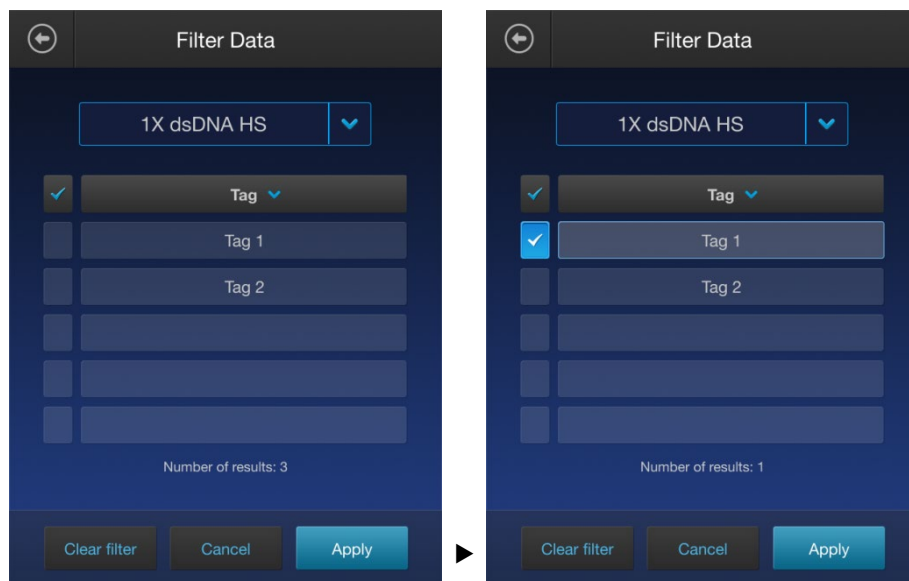 Filter Data
1X dsDNA HS
Tag
Tag 1
Tag 2
Number of results: 3
Clear filter
Cancel
Apply
Filter Data
1X dsDNA HS
Tag
Tag 1
Tag 2
Number of results: 1
Clear filter
Cancel
Apply